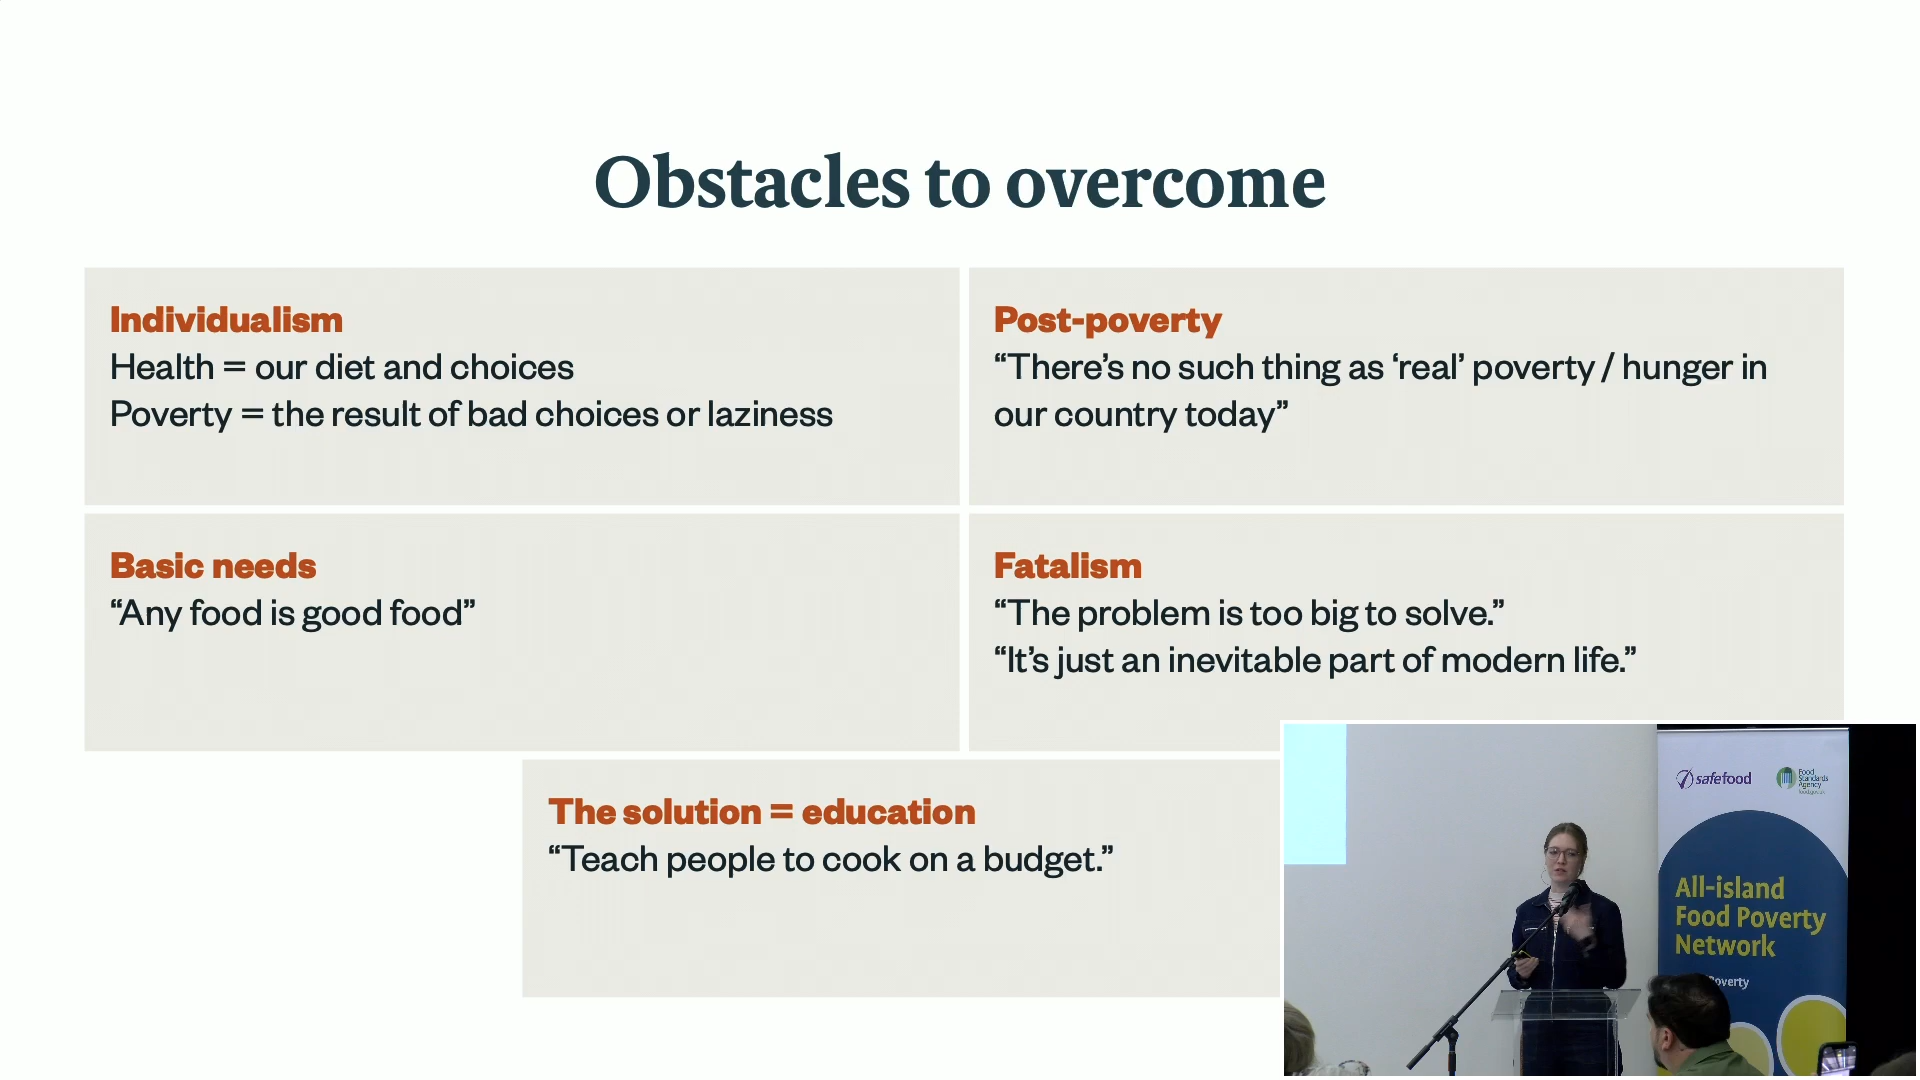 Obstacles to overcome
Individualism
Health = our diet and choices
Poverty = the result of bad choices or laziness
Post-poverty
“There’s no such thing as ‘real’ poverty / hunger in
our country today”
Basic needs
“Any food is good food”
Fatalism
“The problem is too big to solve.”
“It’s just an inevitable part of modern life.”
The solution = education
“Teach people to cook on a budget.”
safefood
Food
Standards
Agency
food.gov.uk
All-island
Food Poverty
Network